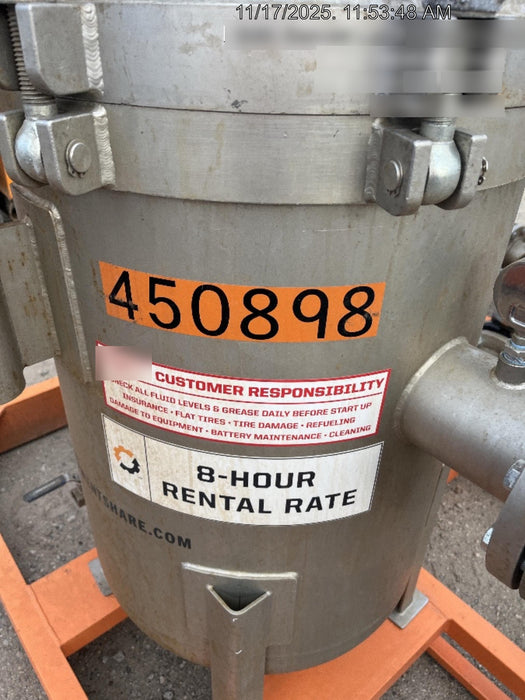 11/17/2025. 11:53:48 AM
450898
CUSTOMER RESPONSIBILITY
CHECK ALL FLUID LEVELS & GREASE DAILY BEFORE START UP
INSURANCE • FLAT TIRES • TIRE DAMAGE • REFUELING
DAMAGE TO EQUIPMENT • BATTERY MAINTENANCE • CLEANING
8-HOUR
RENTAL RATE
ENTSHARE.COM